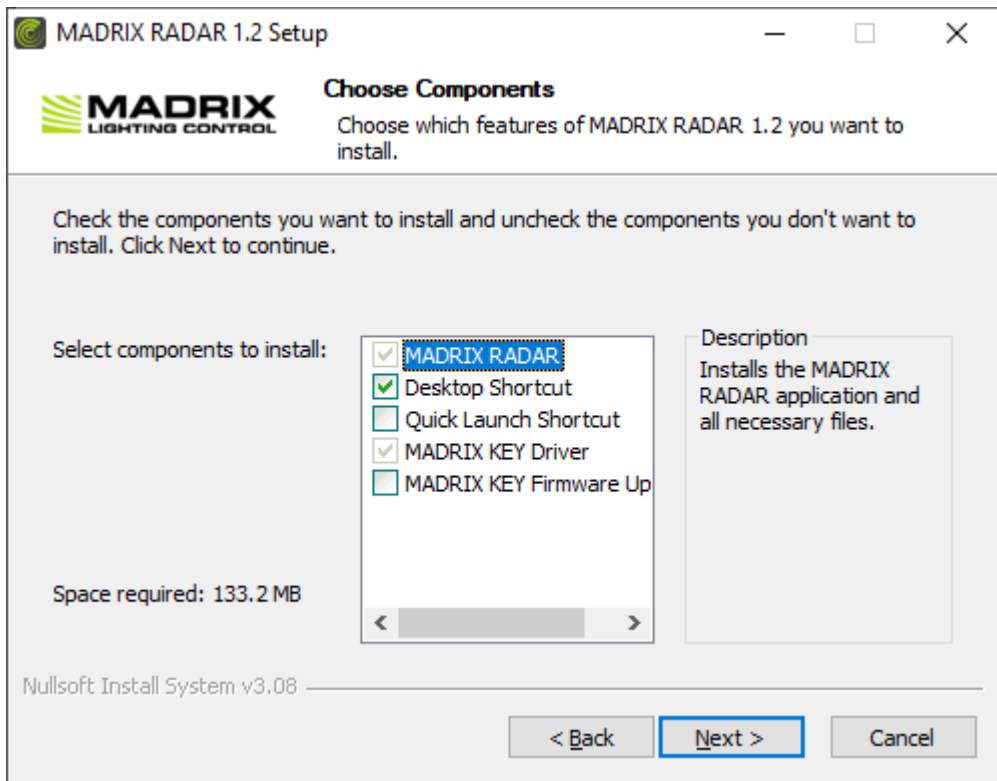 MADRIX RADAR 1.2 Setup
MADRIX
LIGHTING CONTROL
Choose Components
Choose which features of MADRIX RADAR 1.2 you want to
install.
Check the components you want to install and uncheck the components you don't want to
install. Click Next to continue.
Select components to install:
MADRIX RADAR
Desktop Shortcut
Quick Launch Shortcut
MADRIX KEY Driver
MADRIX KEY Firmware Up
Description
Installs the MADRIX
RADAR application and
all necessary files.
Space required: 133.2 MB
Nullsoft Install System v3.08
< Back
Next >
Cancel